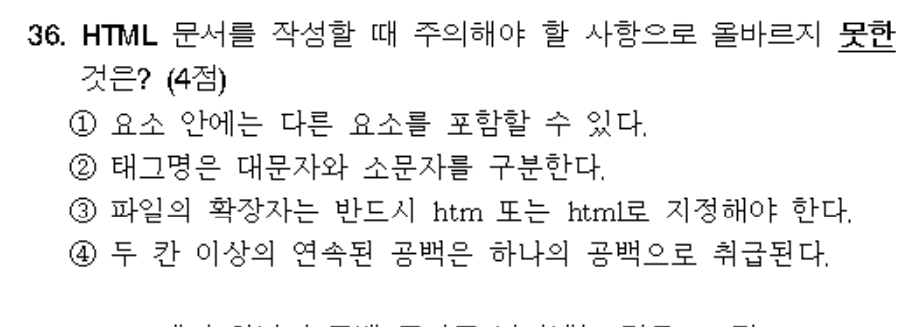 36. HTML 문서를 작성할 때 주의해야 할 사항으로 올바르지 못한
것은? (4점)
① 요소 안에는 다른 요소를 포함할 수 있다.
② 태그명은 대문자와 소문자를 구분한다.
③ 파일의 확장자는 반드시 htm 또는 html로 지정해야 한다.
④ 두 칸 이상의 연속된 공백은 하나의 공백으로 취급된다.